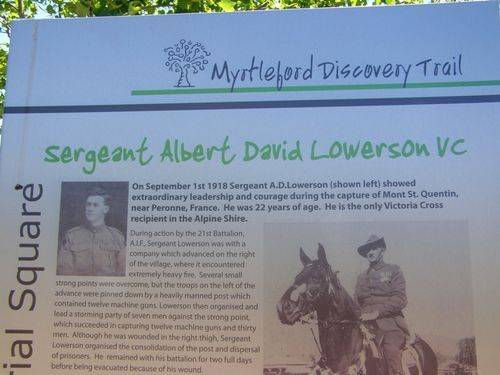 Myrtleford Discovery Trail
Sergeant Albert David Lowerson VC
On September 1st 1918 Sergeant A.D.Lowerson (shown left) showed
extraordinary leadership and courage during the capture of Mont St. Quentin,
near Peronne, France. He was 22 years of age. He is the only Victoria Cross
recipient in the Alpine Shire.
During action by the 21st Battalion,
A.I.F., Sergeant Lowerson was with a
company which advanced on the right
of the village, where it encountered
extremely heavy fire. Several small
strong points were overcome, but the troops on the left of the
advance were pinned down by a heavily manned post which
contained twelve machine guns. Lowerson then organised and
lead a storming party of seven men against the strong point,
which succeeded in capturing twelve machine guns and thirty
men. Although he was wounded in the right thigh, Sergeant
Lowerson organised the consolidation of the post and dispersal
of prisoners. He remained with his battalion for two full days
before being evacuated because of his wound.
ial Square